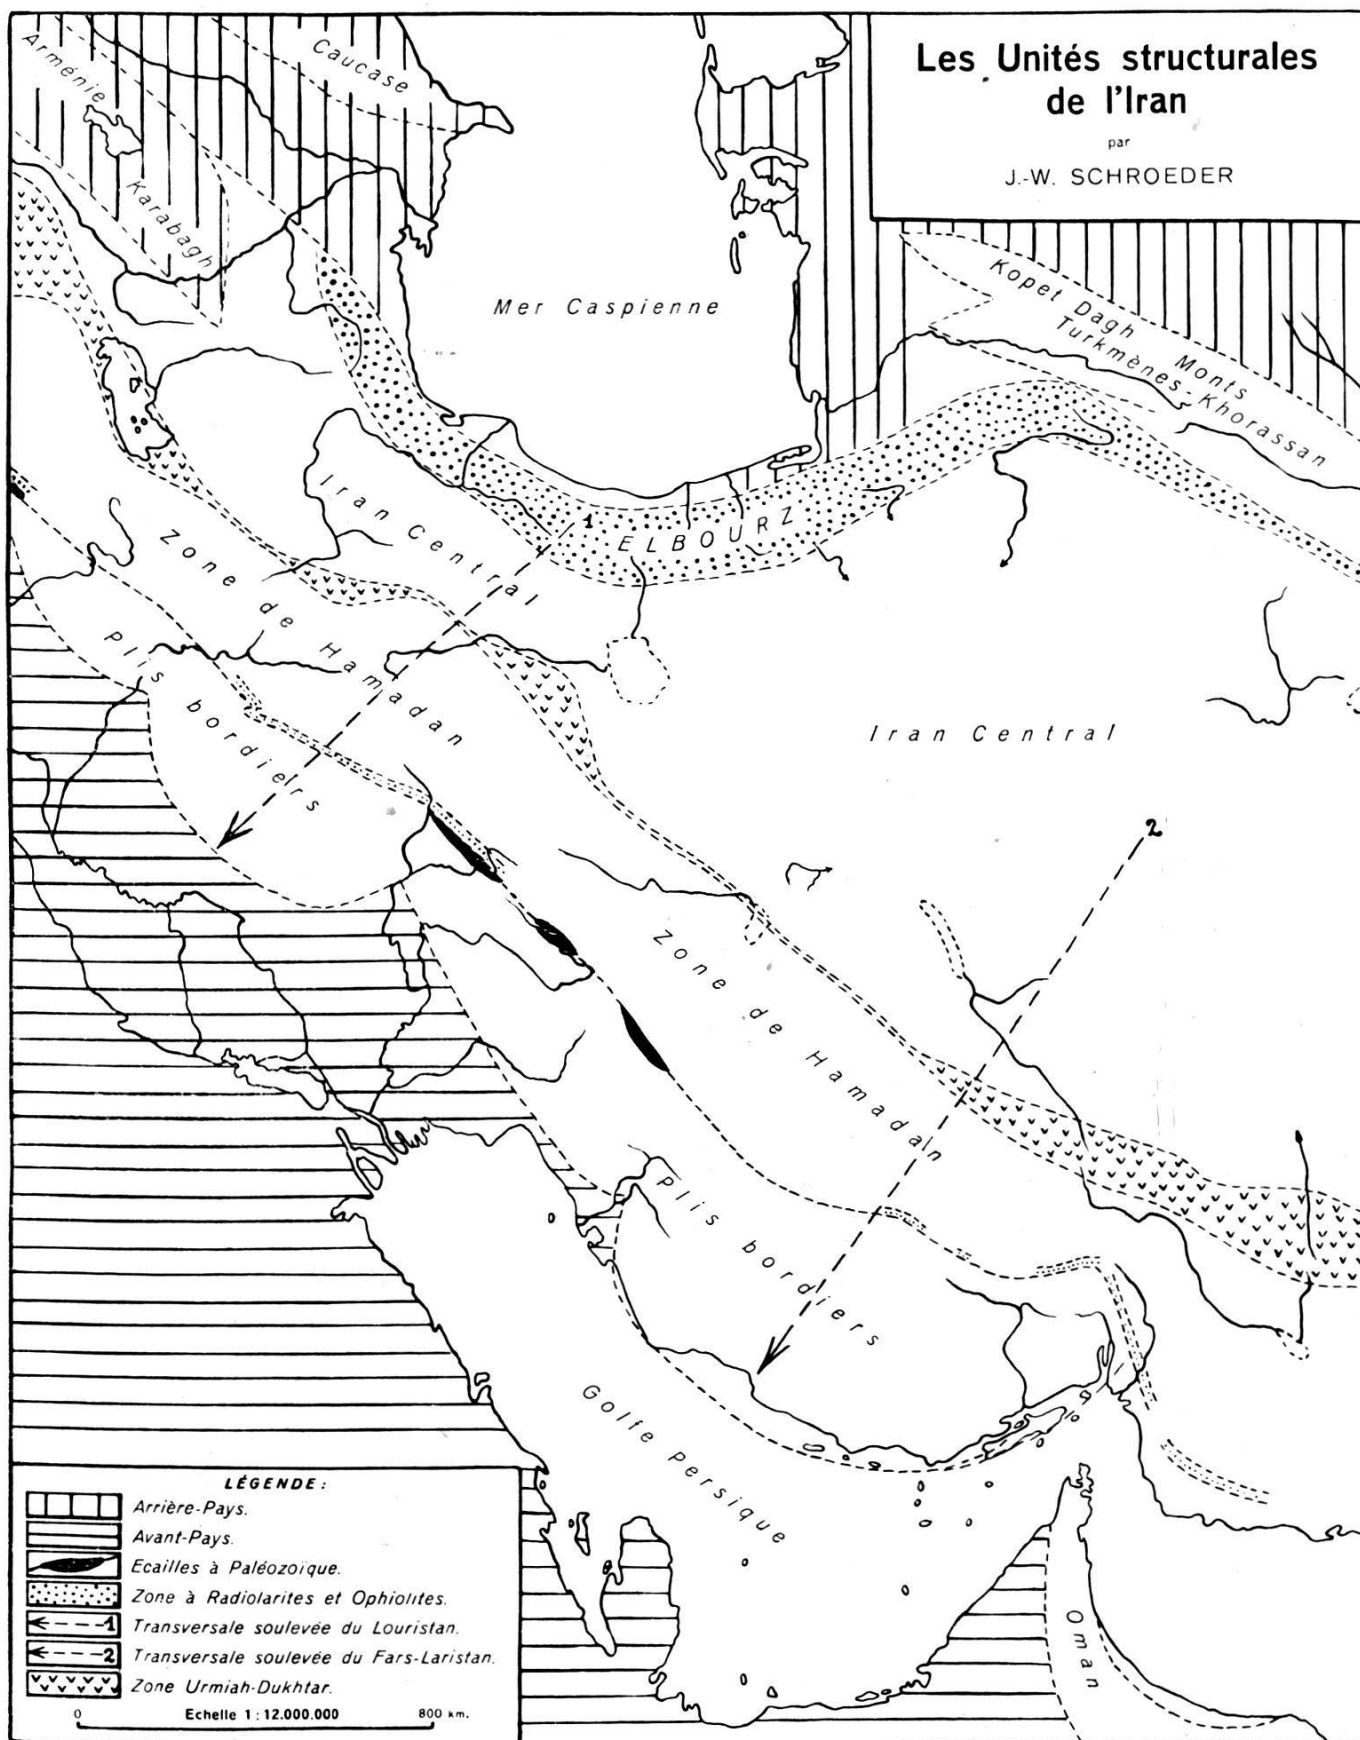 Les Unités structurales
de l'Iran
par
J.-W. SCHROEDER
Caucase
Arménie
Karabagh
Mer Caspienne
Kopet Dagh Monts
Turkmènes-Khorassan
Iran Central
1
ELBOURZ
Zone de Hamadan
Plis bordiers
Iran Central
2
Zone de Hamadan
Plis bordiers
Golfe Persique
Oman
LÉGENDE:
Arrière-Pays.
Avant-Pays.
Ecailles à Paléozoïque.
Zone à Radiolarites et Ophiolites.
1 Transversale soulevée du Louristan.
2 Transversale soulevée du Fars-Laristan.
Zone Urmiah-Dukhtar.
0 Echelle 1:12.000.000 800 km.